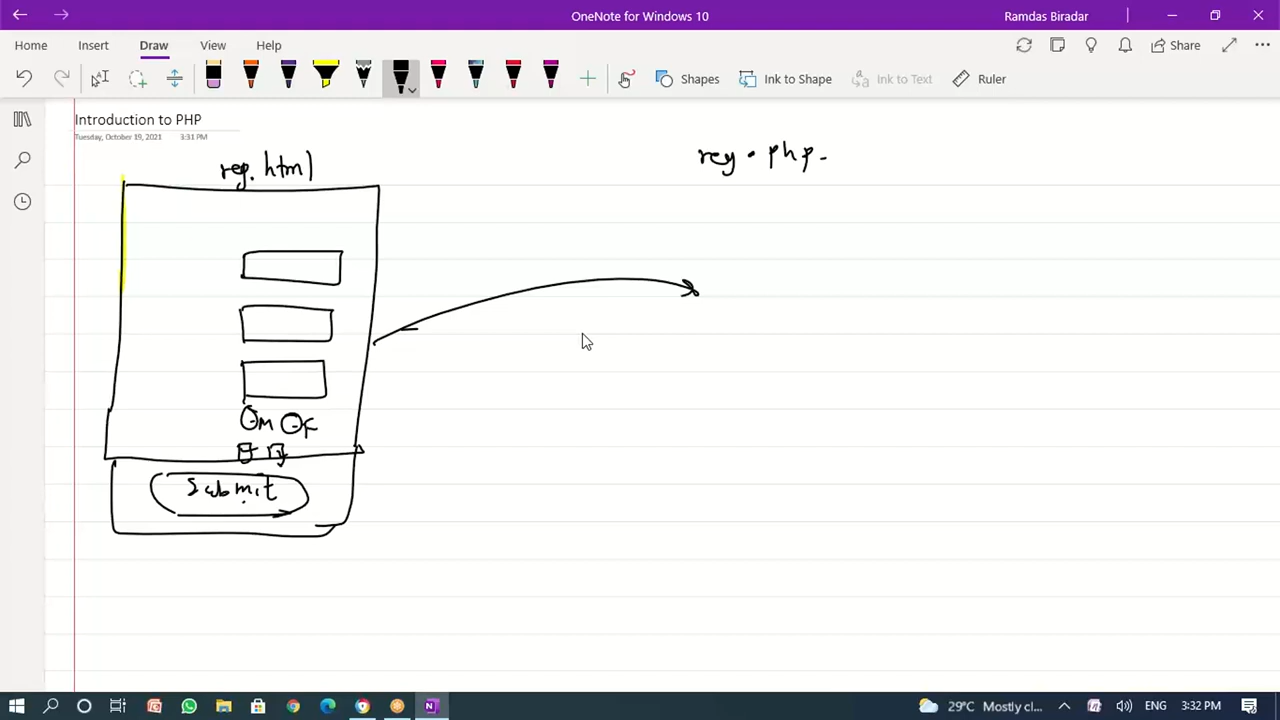 OneNote for Windows 10
Ramdas Biradar
Home Insert Draw View Help
Share
Shapes
Ink to Shape
Ink to Text
Ruler
Introduction to PHP
Tuesday, October 19, 2021 3:31 PM
reg.html
reg.php.
M F
Submit
29°C Mostly cl...
ENG
3:32 PM